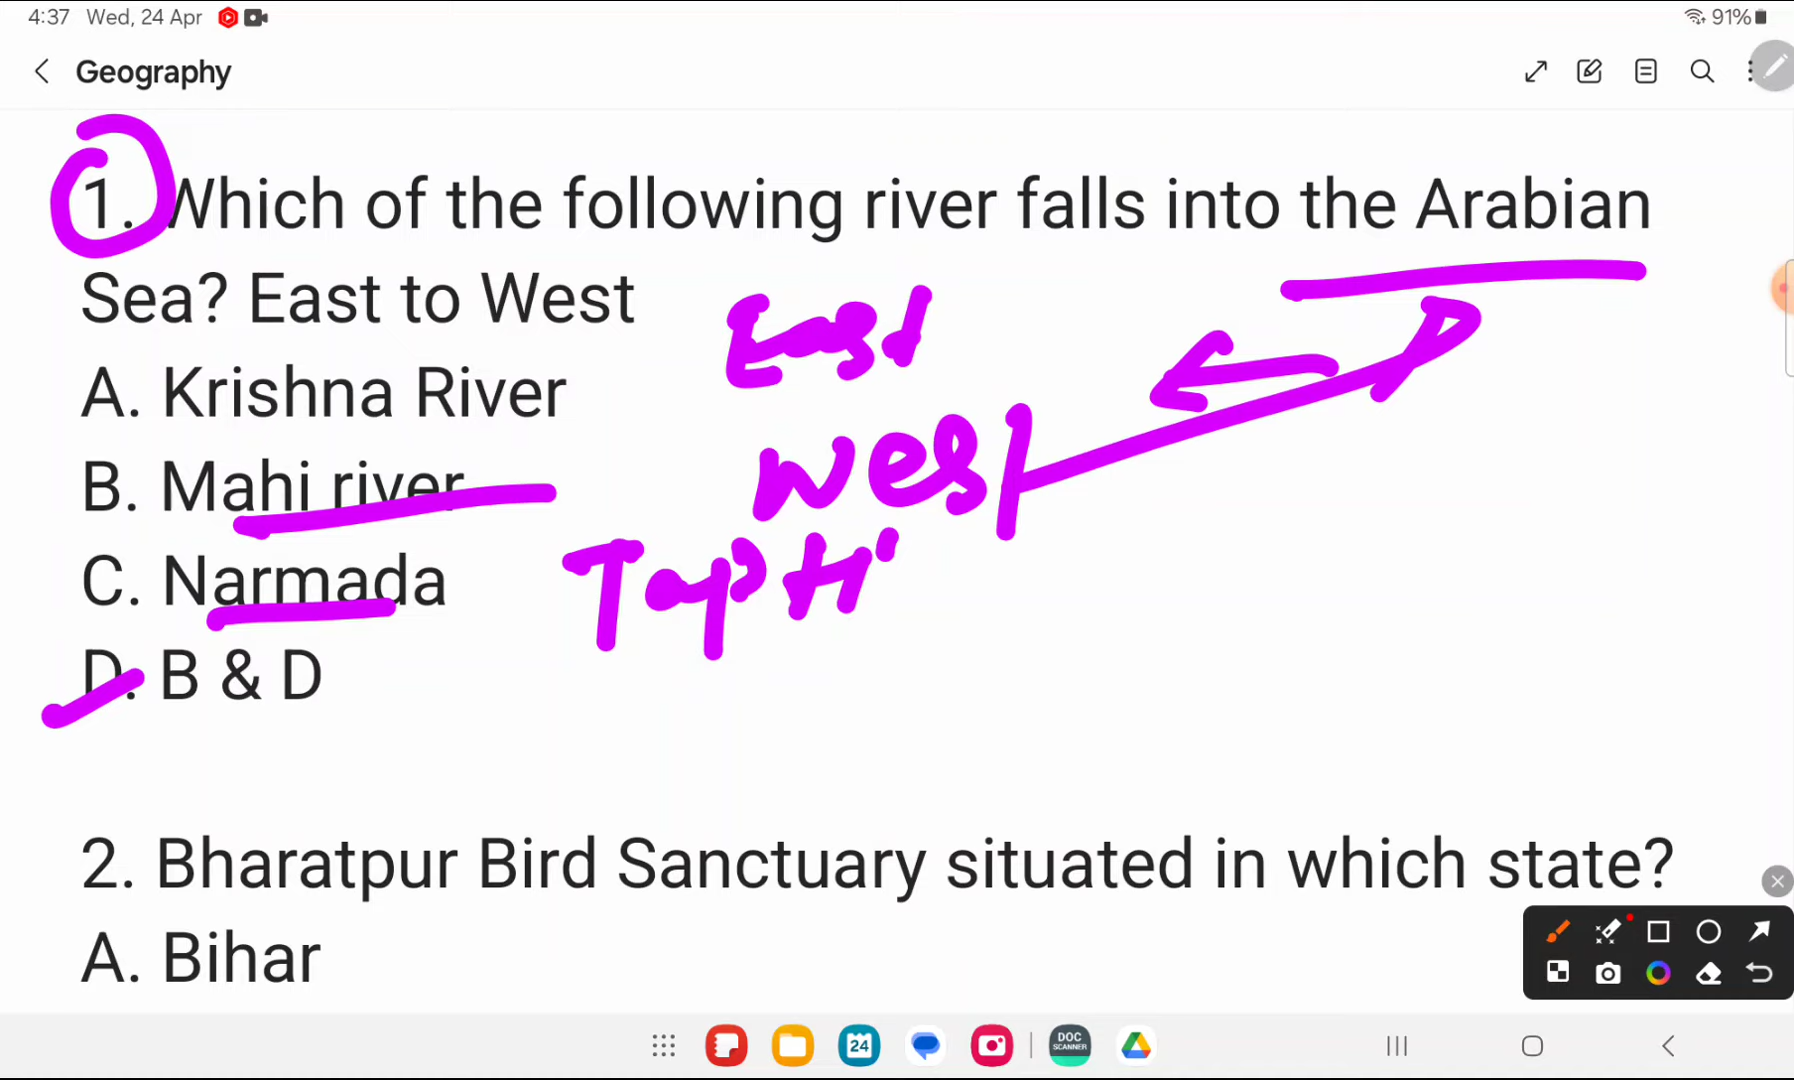 4:37 Wed, 24 Apr
91%
Geography
1. Which of the following river falls into the Arabian
Sea? East to West
East
A. Krishna River
West
B. Mahi river
Tapti
C. Narmada
D. B & D
2. Bharatpur Bird Sanctuary situated in which state?
A. Bihar
24
DOC
SCANNER